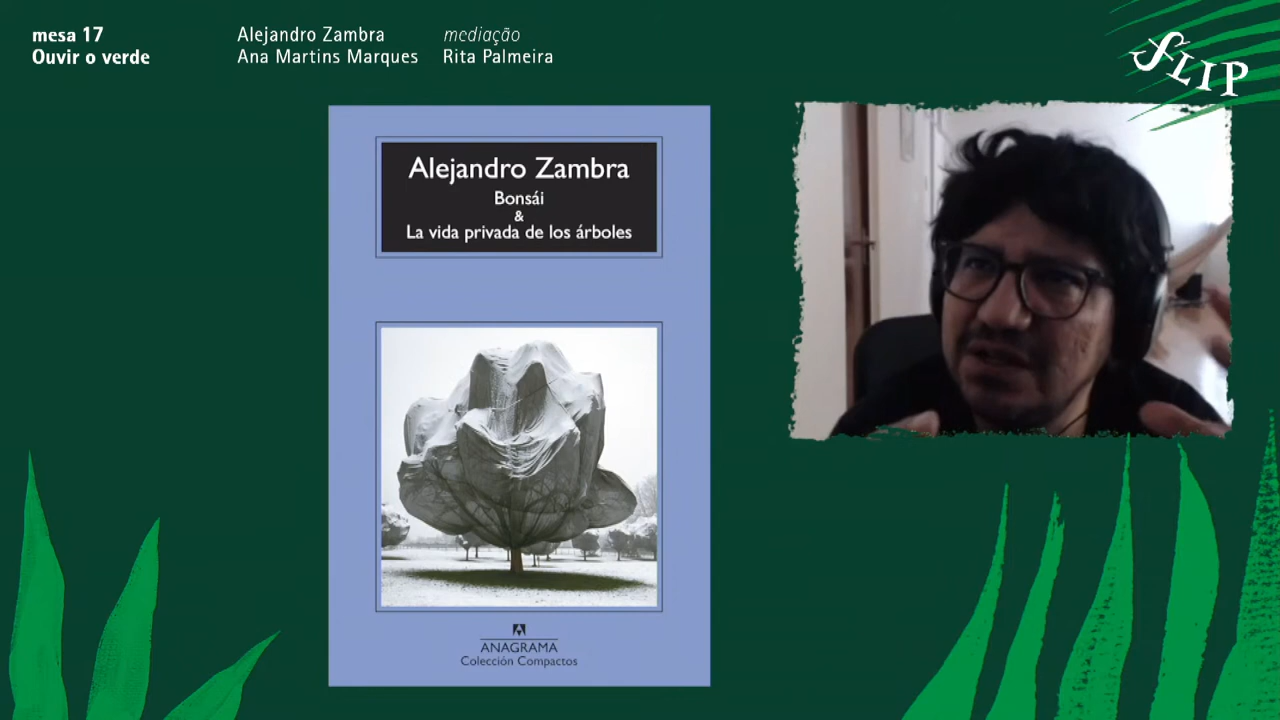 mesa 17
Ouvir o verde
Alejandro Zambra
Ana Martins Marques
mediação
Rita Palmeira
FLIP
Alejandro Zambra
Bonsái
&
La vida privada de los árboles
ANAGRAMA
Colección Compactos